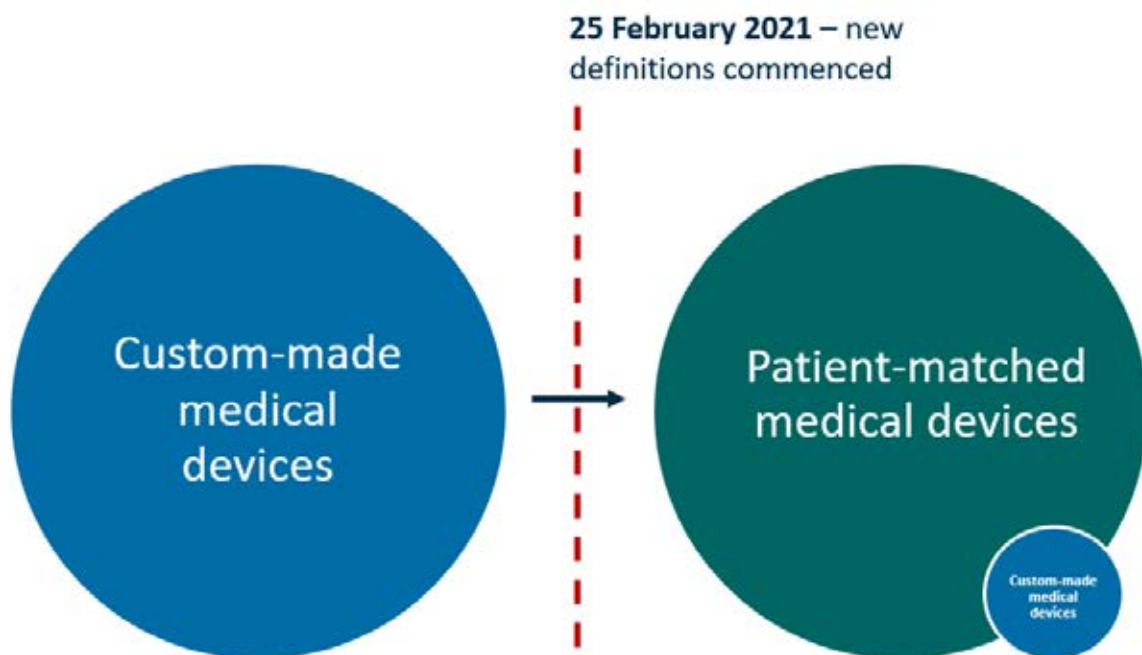 25 February 2021 – new
definitions commenced
Custom-made
medical
devices
Patient-matched
medical devices
Custom-made
medical
devices